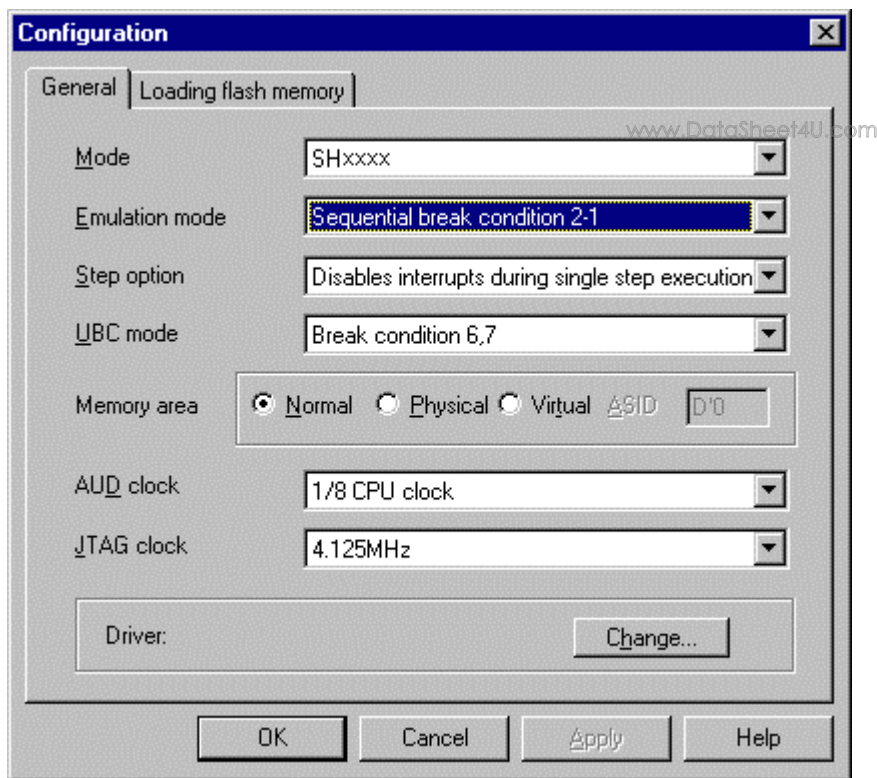 Configuration
General Loading flash memory
www.DataSheet4U.com
Mode SHxxxx
Emulation mode Sequential break condition 2-1
Step option Disables interrupts during single step execution
UBC mode Break condition 6,7
Memory area Normal Physical Virtual ASID D'0
AUD clock 1/8 CPU clock
JTAG clock 4.125MHz
Driver: Change...
OK Cancel Apply Help